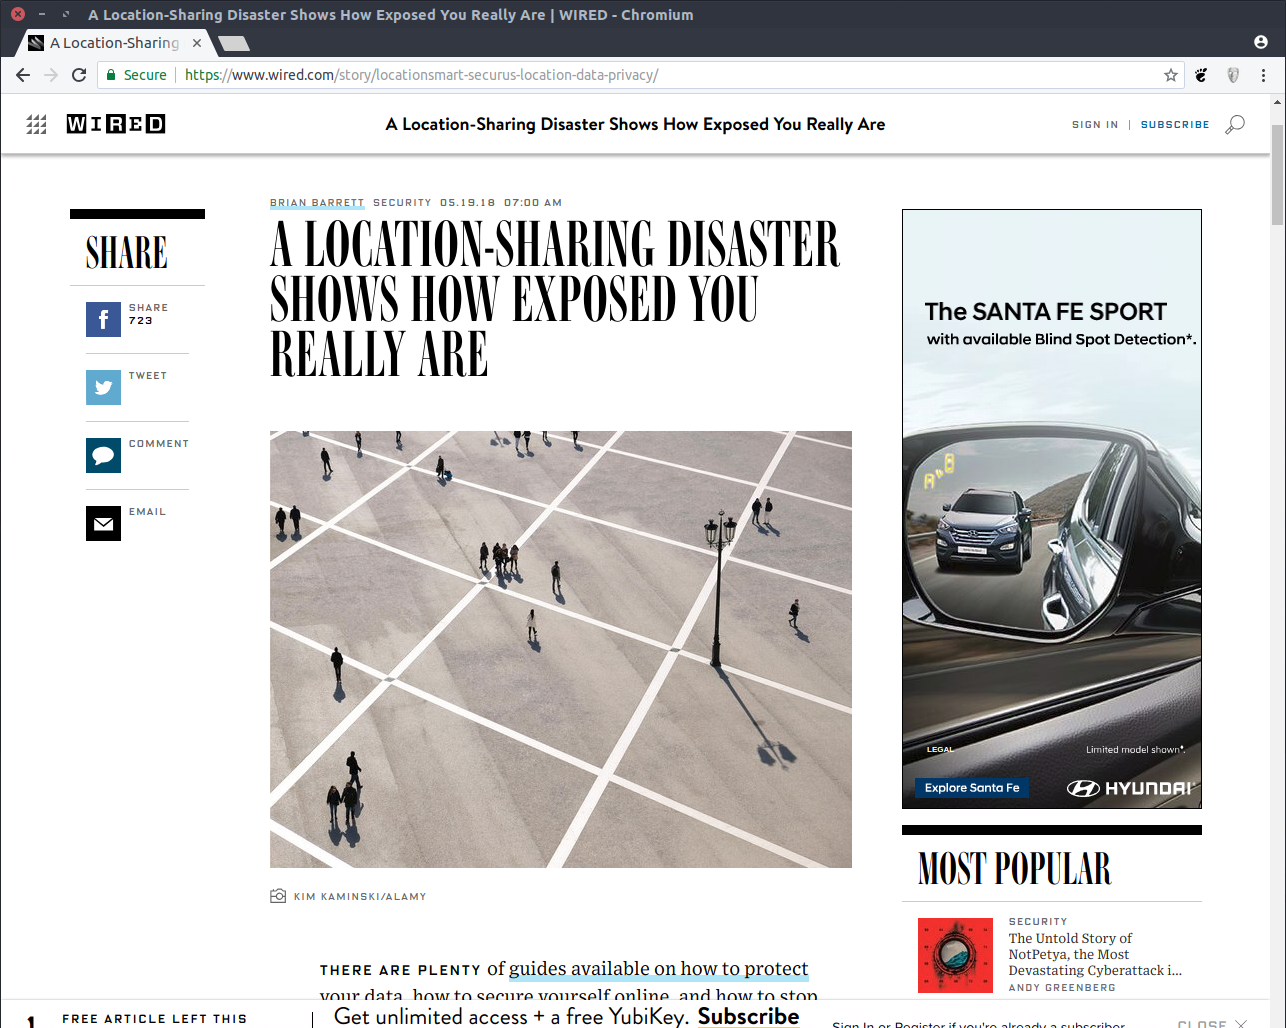 A Location-Sharing Disaster Shows How Exposed You Really Are | WIRED - Chromium
A Location-Sharing
Secure
https://www.wired.com/story/locationsmart-securus-location-data-privacy/
WIRED
A Location-Sharing Disaster Shows How Exposed You Really Are
SIGN IN | SUBSCRIBE
SHARE
SHARE
723
TWEET
COMMENT
EMAIL
BRIAN BARRETT SECURITY 05.19.18 07:00 AM
A LOCATION-SHARING DISASTER
SHOWS HOW EXPOSED YOU
REALLY ARE
KIM KAMINSKI/ALAMY
THERE ARE PLENTY of guides available on how to protect
your data, how to secure yourself online, and how to stop
The SANTA FE SPORT
with available Blind Spot Detection*.
LEGAL
Limited model shown*.
Explore Santa Fe
HYUNDAI
MOST POPULAR
SECURITY
The Untold Story of
NotPetya, the Most
Devastating Cyberattack i...
ANDY GREENBERG
1 FREE ARTICLE LEFT THIS
Get unlimited access + a free YubiKey. Subscribe
Sign In or Register if you're already a subscriber
CLOSE